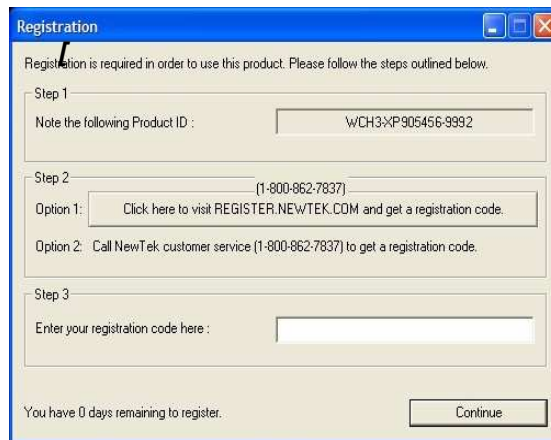 Registration
Registration is required in order to use this product. Please follow the steps outlined below.
Step 1
Note the following Product ID :
WCH3-XP905456-9992
Step 2
(1-800-862-7837)
Option 1:
Click here to visit REGISTER.NEWTEK.COM and get a registration code.
Option 2: Call NewTek customer service (1-800-862-7837) to get a registration code.
Step 3
Enter your registration code here :
You have 0 days remaining to register.
Continue